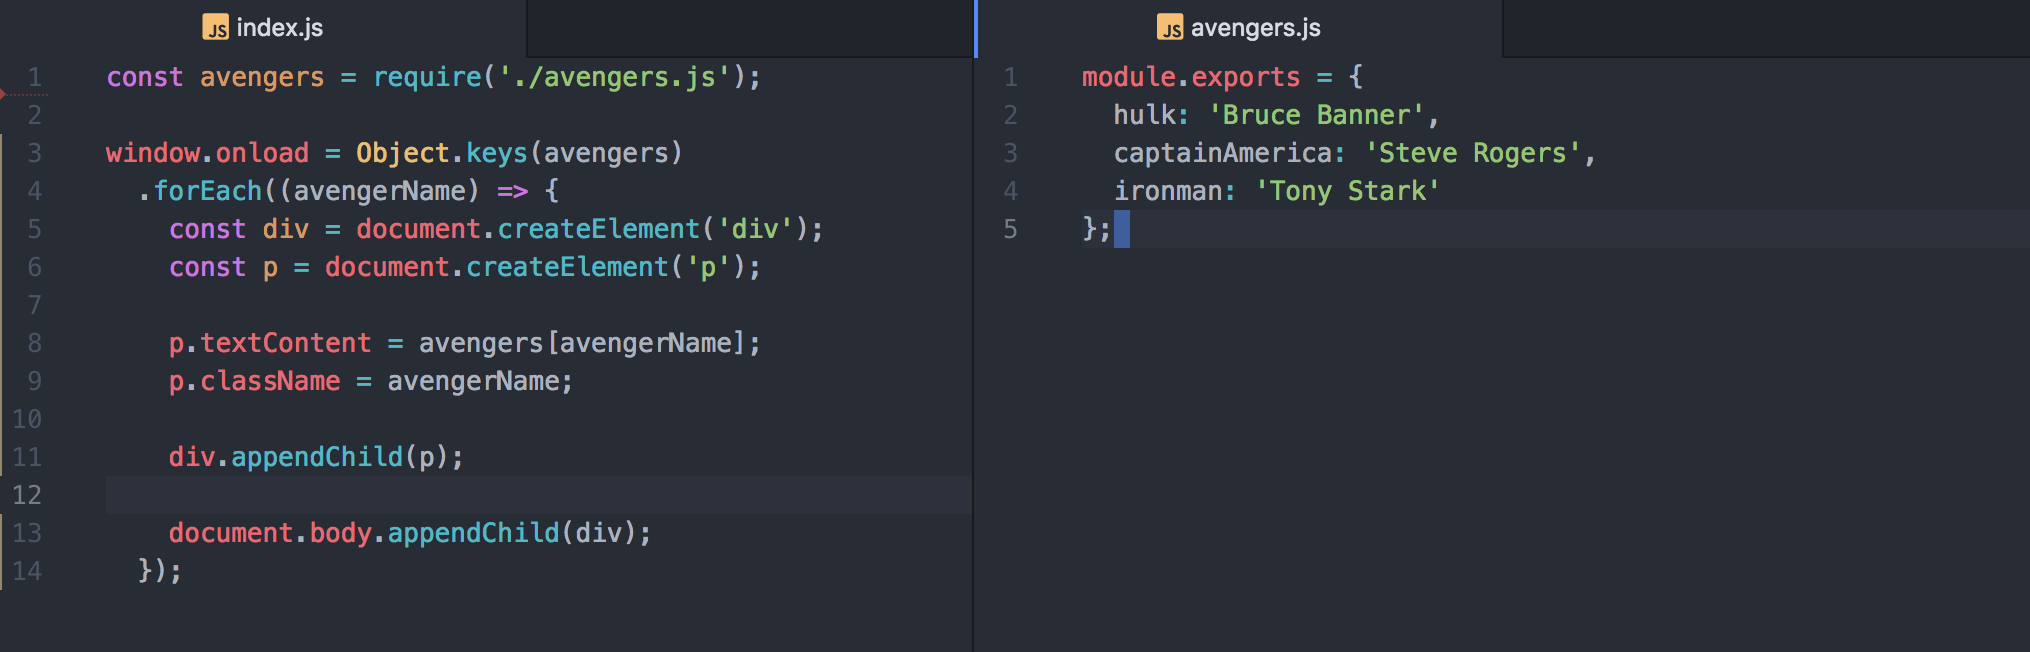 JS index.js
1 const avengers = require('./avengers.js');
2
3 window.onload = Object.keys(avengers)
4   .forEach((avengerName) => {
5     const div = document.createElement('div');
6     const p = document.createElement('p');
7
8     p.textContent = avengers[avengerName];
9     p.className = avengerName;
10
11     div.appendChild(p);
12
13     document.body.appendChild(div);
14   });
JS avengers.js
1 module.exports = {
2   hulk: 'Bruce Banner',
3   captainAmerica: 'Steve Rogers',
4   ironman: 'Tony Stark'
5 };